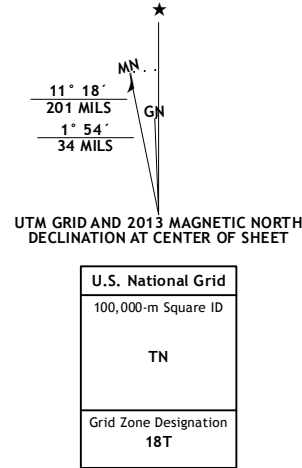 ★
MN
11° 18´
201 MILS
GN
1° 54´
34 MILS
UTM GRID AND 2013 MAGNETIC NORTH
DECLINATION AT CENTER OF SHEET
U.S. National Grid
100,000-m Square ID
TN
Grid Zone Designation
18T